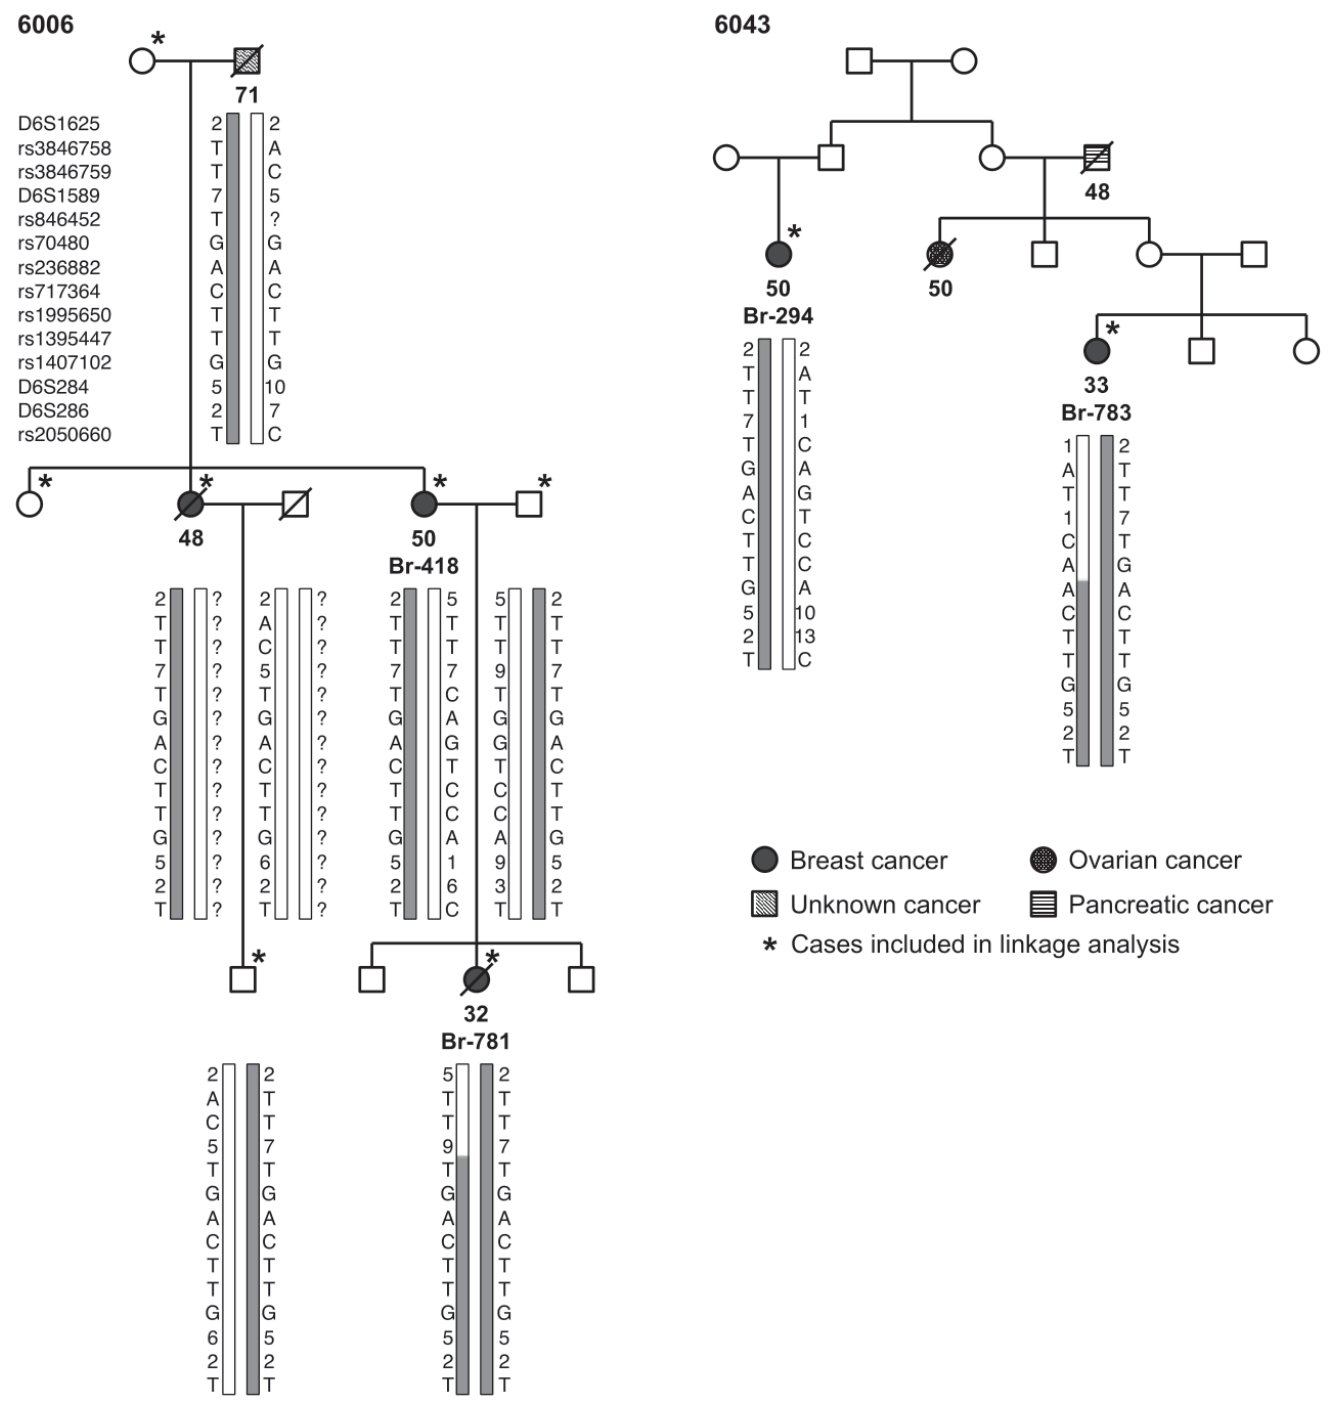 6006
*
71
D6S1625 2 2
rs3846758 T A
rs3846759 T C
D6S1589 7 5
rs846452 T ?
rs70480 G G
rs236882 A A
rs717364 C C
rs1995650 T T
rs1395447 T T
rs1407102 G G
D6S284 5 10
D6S286 2 7
rs2050660 T C
* * * *
48 50
Br-418
2 ? 2 ? 2 5 5 2
T ? A ? T T T T
T ? C ? T T T T
7 ? 5 ? 7 7 9 7
T ? T ? T C T T
G ? G ? G A G G
A ? A ? A G G A
C ? C ? C T T C
T ? T ? T C C T
T ? T ? T C C T
G ? G ? G A A G
5 ? 6 ? 5 1 9 5
2 ? 2 ? 2 6 3 2
T ? T ? T C T T
* *
32
Br-781
2 2 5 2
A T T T
C T T T
5 7 9 7
T T T T
G G G G
A A A A
C C C C
T T T T
T T T T
G G G G
6 5 5 5
2 2 2 2
T T T T
6043
48
*
50 50
Br-294
2 2
T A
T T
7 1
T C
G A
A G
C T
T C
T C
G A
5 10
2 13
T C
*
33
Br-783
1 2
A T
T T
1 7
C T
A G
A A
C C
T T
T T
G G
5 5
2 2
T T
Breast cancer Ovarian cancer
Unknown cancer Pancreatic cancer
* Cases included in linkage analysis